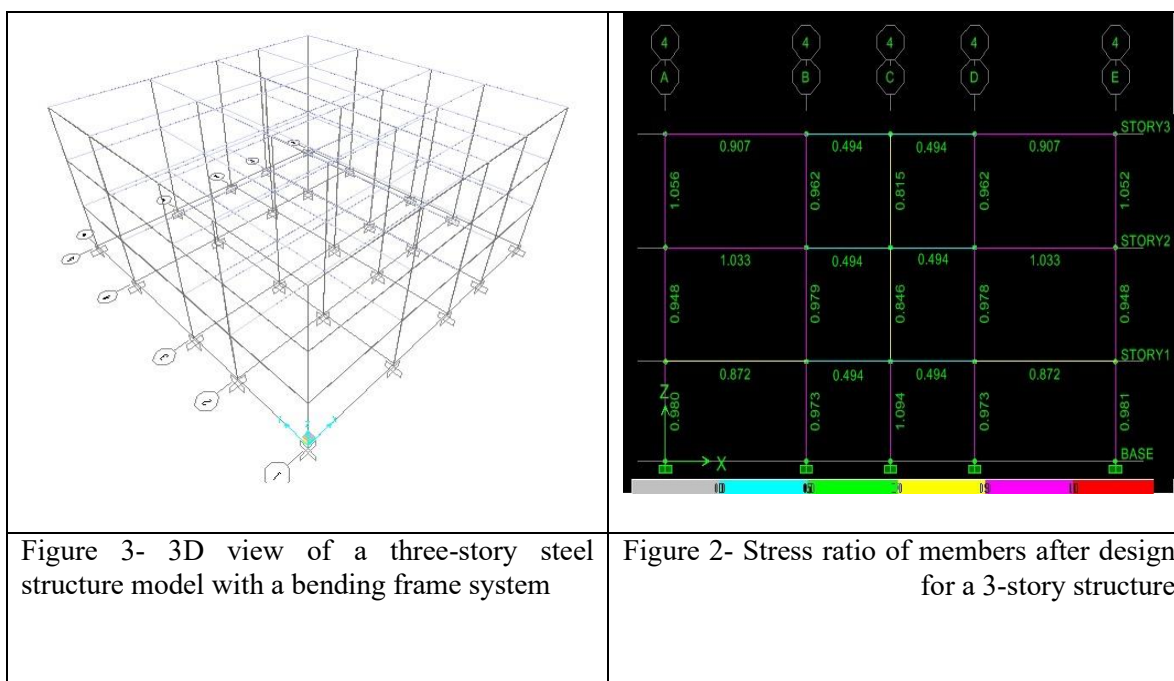 4 4 4 4 4
A B C D E
STORY3
0.907 0.494 0.494 0.907
1.056 0.962 0.815 0.962 1.052
STORY2
1.033 0.494 0.494 1.033
0.948 0.979 0.846 0.978 0.948
STORY1
0.872 0.494 0.494 0.872
Z
0.980 0.973 1.094 0.973 0.981
X
BASE
Figure 3- 3D view of a three-story steel
structure model with a bending frame system
Figure 2- Stress ratio of members after design
for a 3-story structure